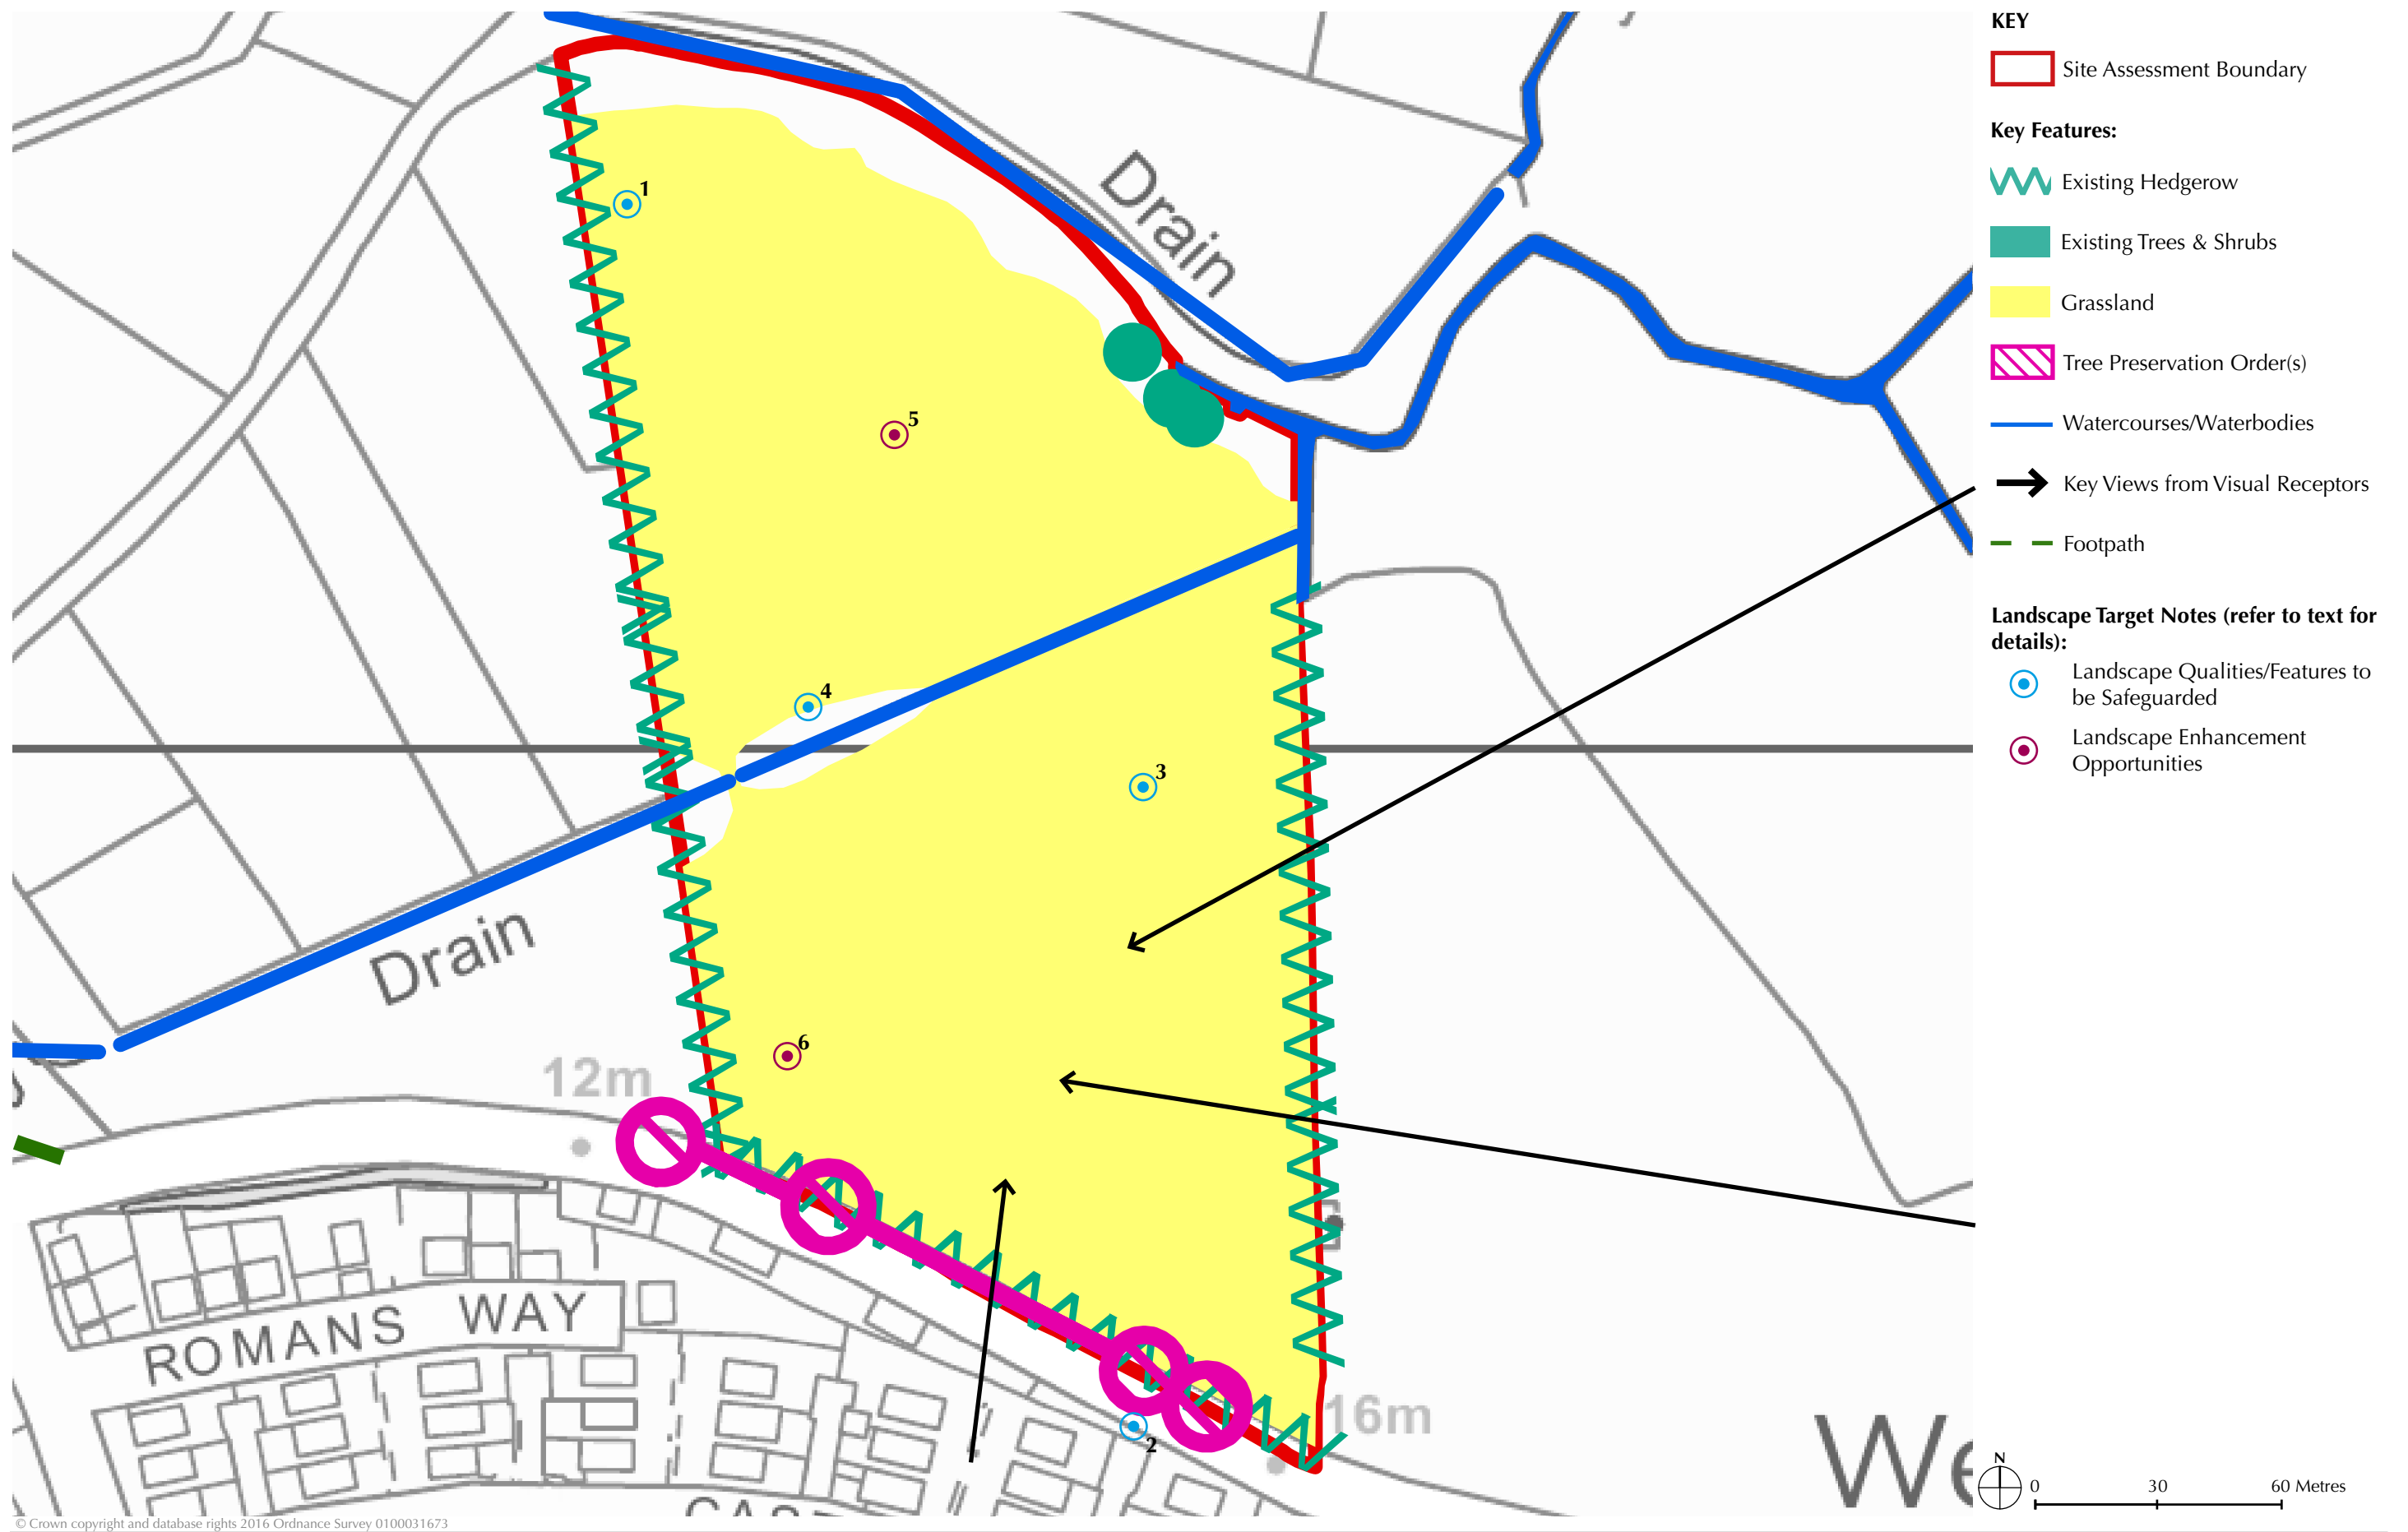 KEY
Site Assessment Boundary
Key Features:
Existing Hedgerow
Existing Trees & Shrubs
Grassland
Tree Preservation Order(s)
Watercourses/Waterbodies
Key Views from Visual Receptors
Footpath
Landscape Target Notes (refer to text for
details):
Landscape Qualities/Features to
be Safeguarded
Landscape Enhancement
Opportunities
N
0 30 60 Metres
Drain
1
5
4
3
Drain
6
12m
16m
2
ROMANS WAY
© Crown copyright and database rights 2016 Ordnance Survey 0100031673